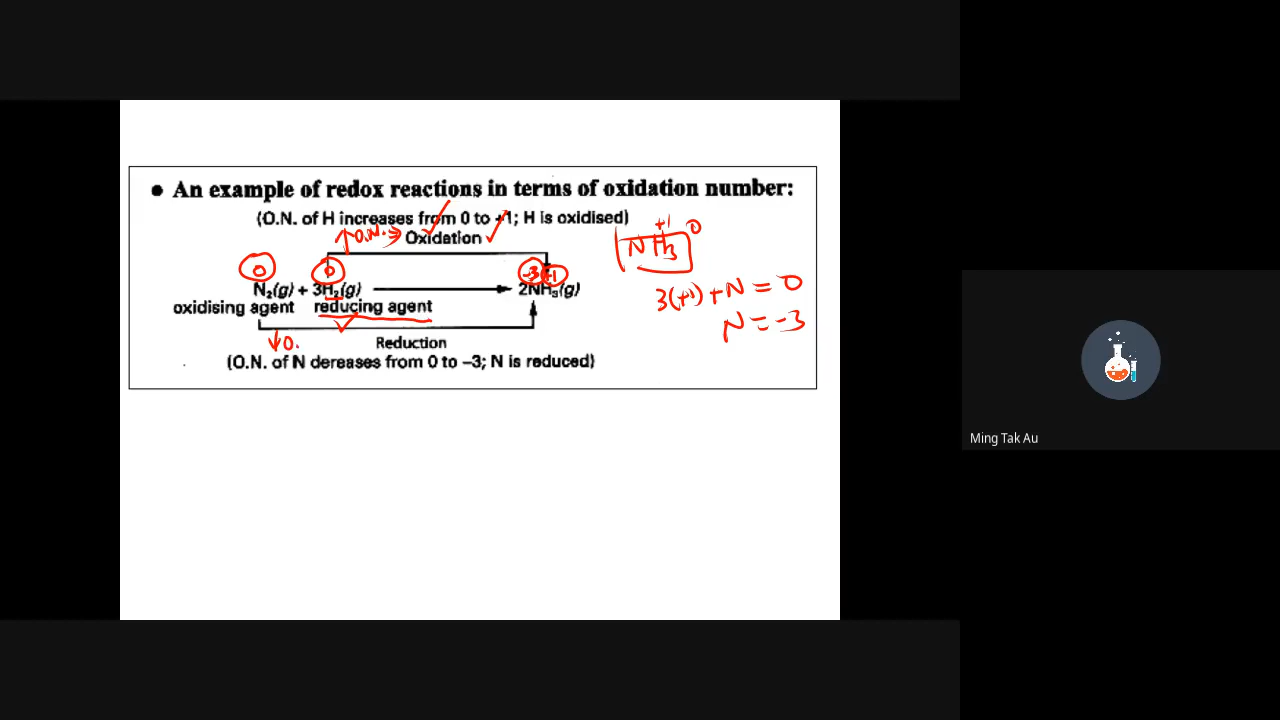 • An example of redox reactions in terms of oxidation number:
(O.N. of H increases from 0 to +1; H is oxidised)
↑O.N. → Oxidation
+1
NH3 0
0 0 -3 +1
N₂(g) + 3H₂(g) → 2NH₃(g)
3(+1) + N = 0
oxidising agent reducing agent
N = -3
↓O. Reduction
(O.N. of N dereases from 0 to −3; N is reduced)
Ming Tak Au